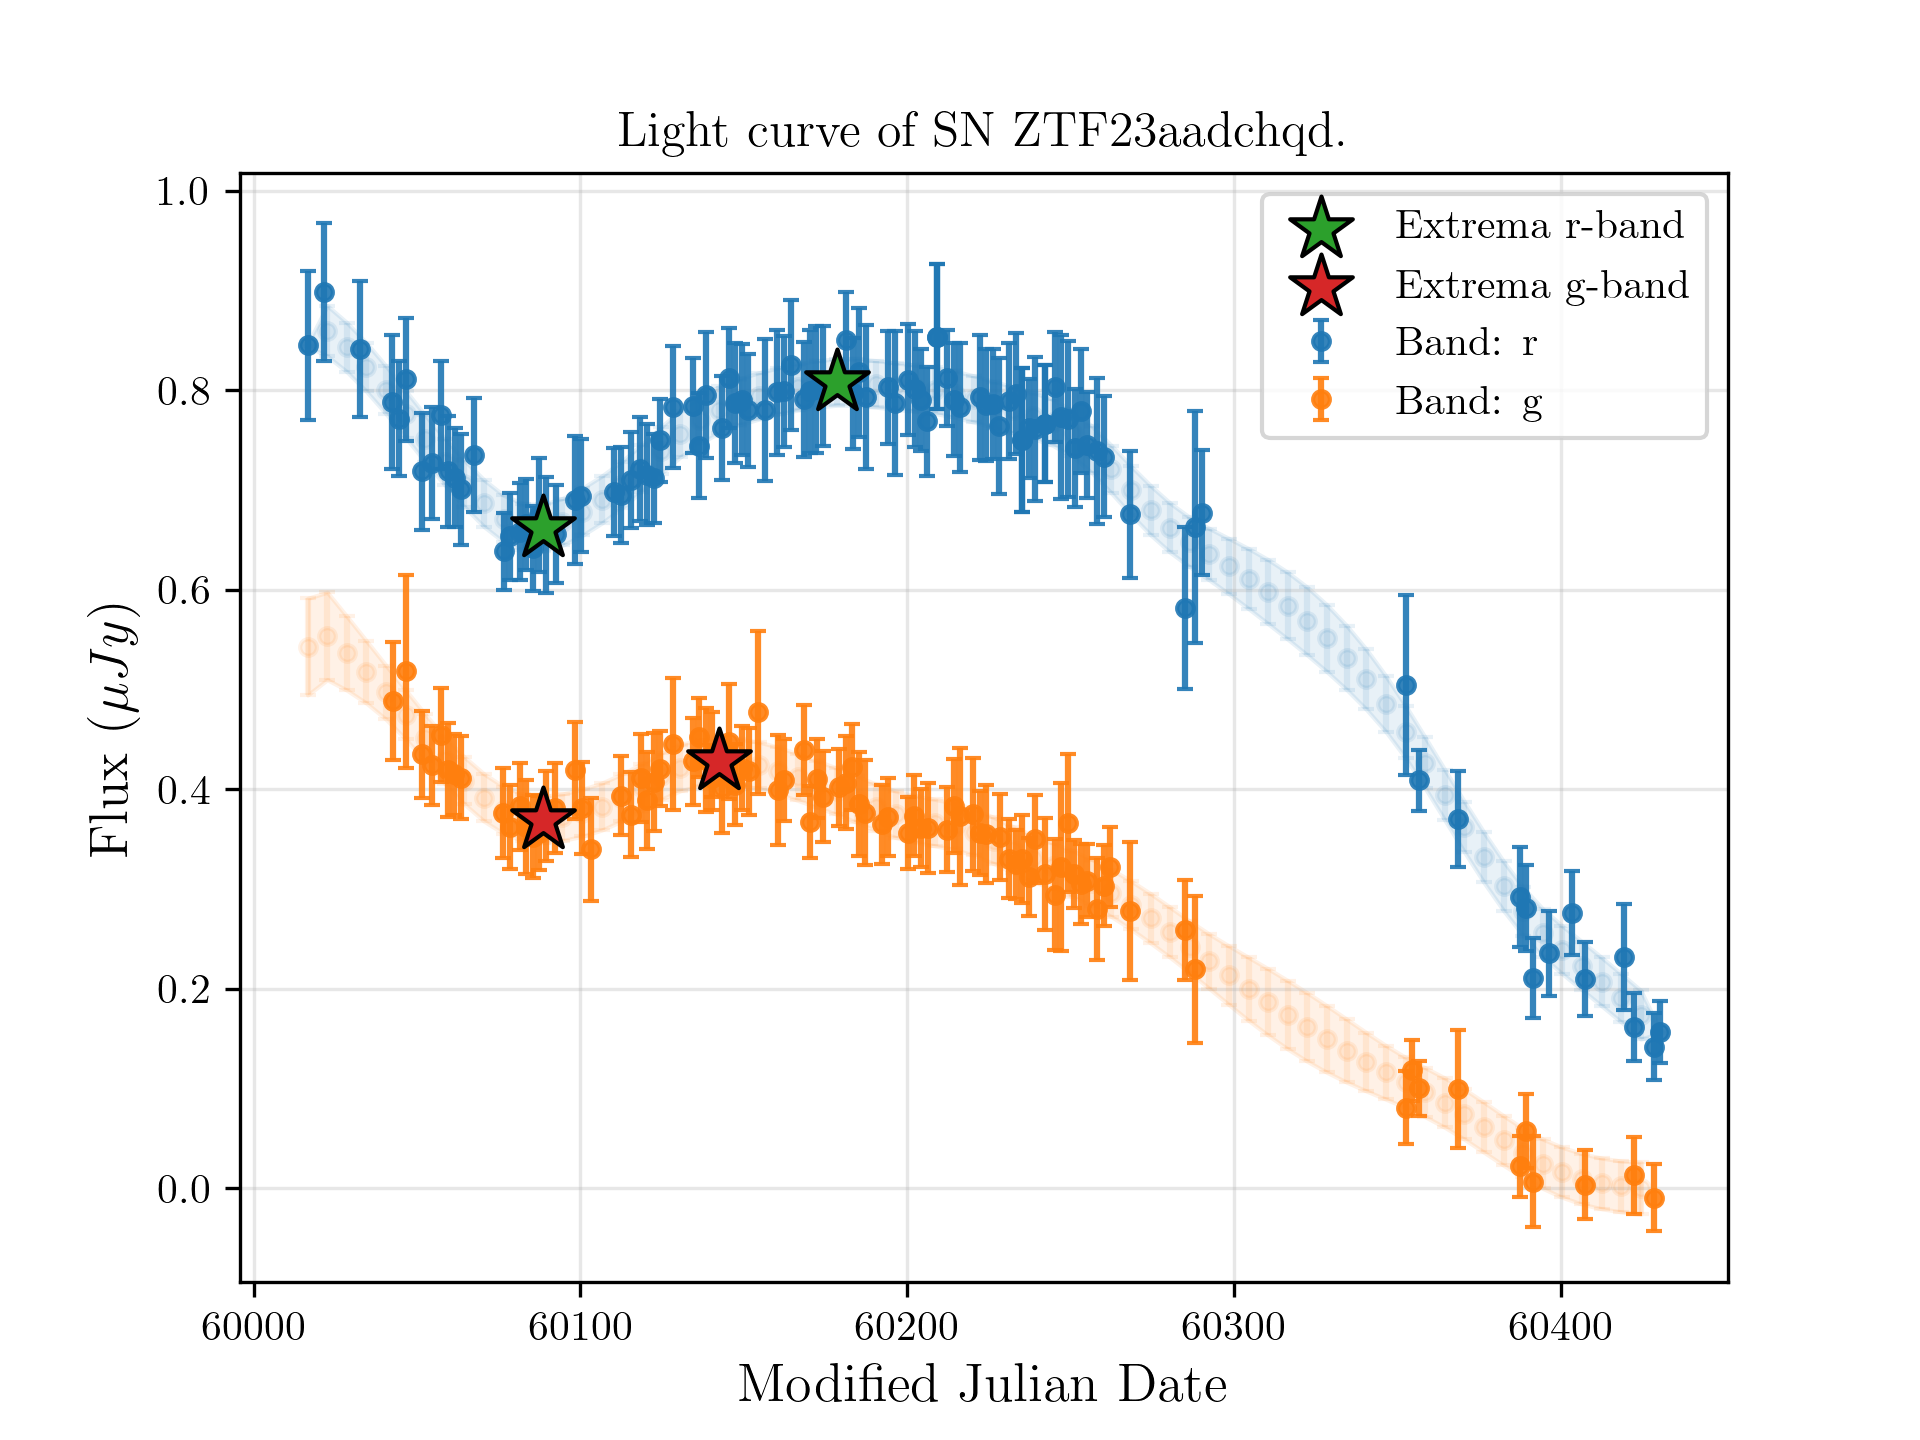 Light curve of SN ZTF23aadchqd.
1.0
0.8
0.6
0.4
0.2
0.0
Flux (μJy)
Extrema r-band
Extrema g-band
Band: r
Band: g
60000 60100 60200 60300 60400
Modified Julian Date